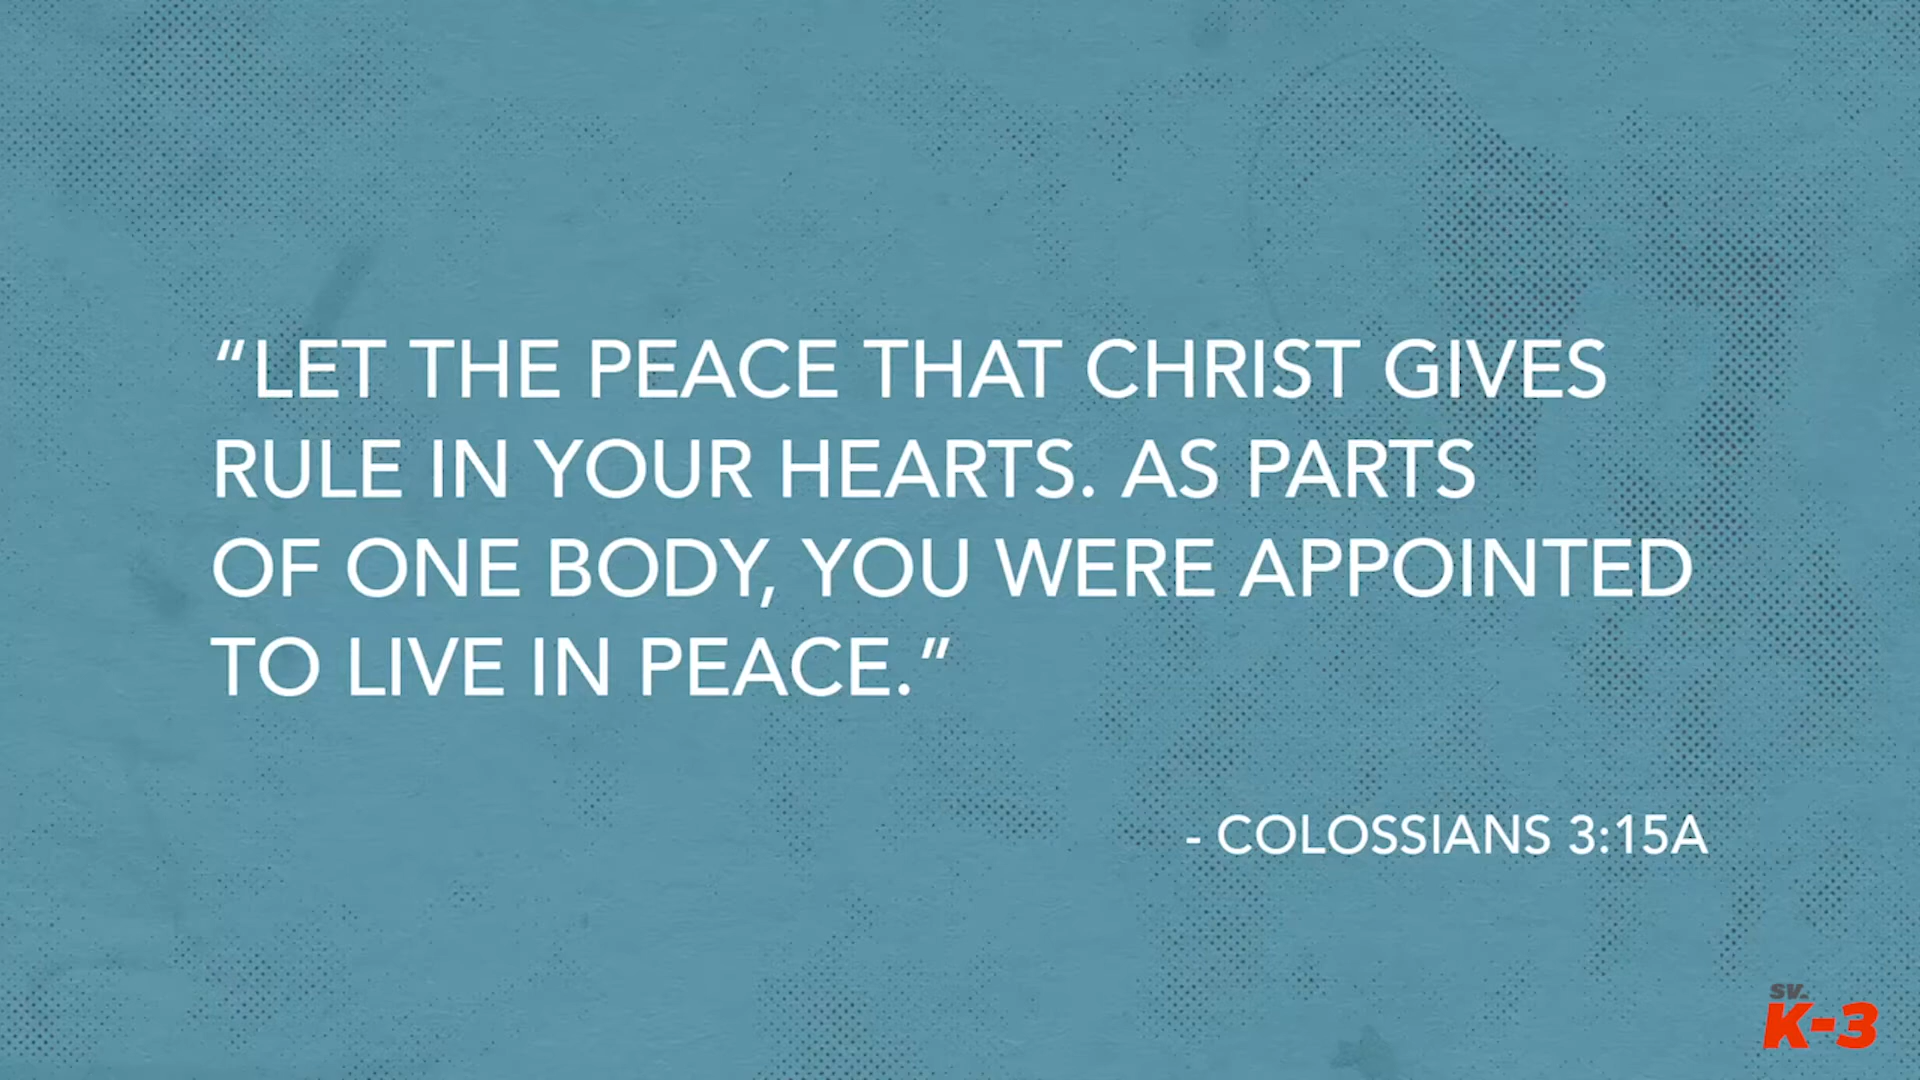 “LET THE PEACE THAT CHRIST GIVES
RULE IN YOUR HEARTS. AS PARTS
OF ONE BODY, YOU WERE APPOINTED
TO LIVE IN PEACE.”
- COLOSSIANS 3:15A
SV.
K-3